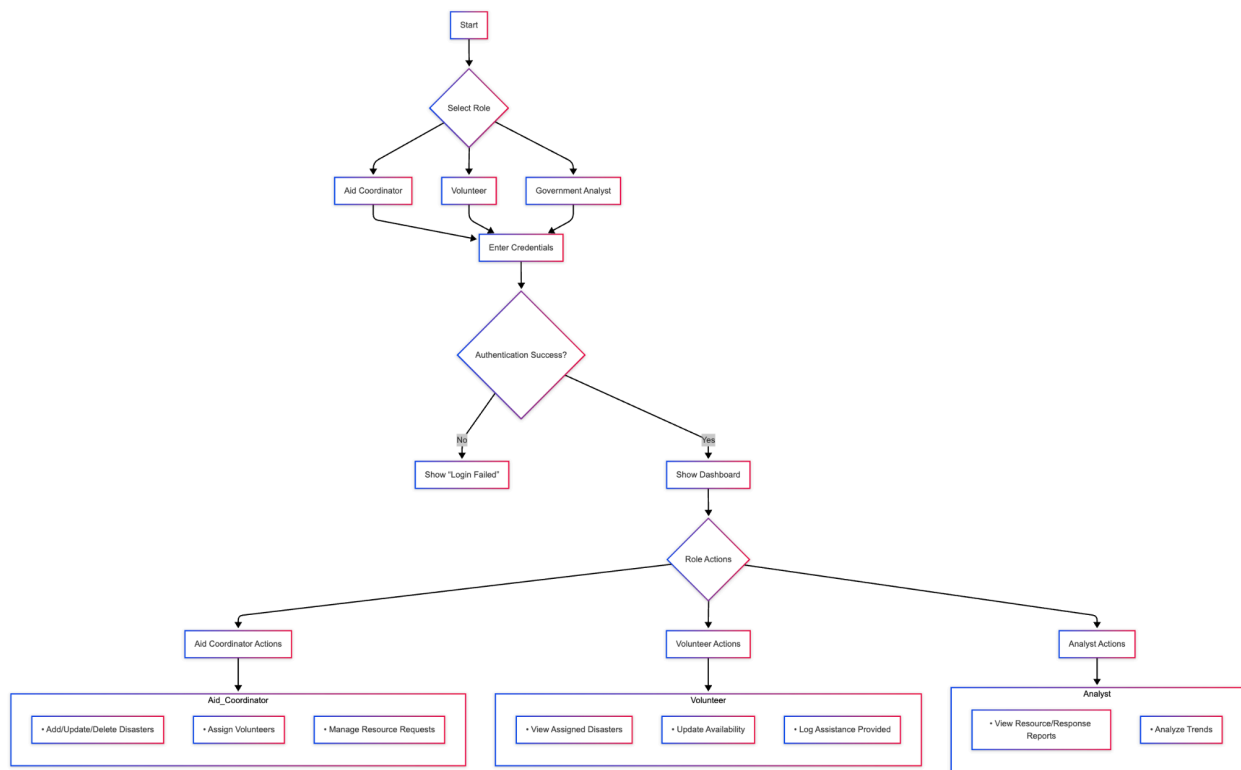 Start
Select Role
Aid Coordinator
Volunteer
Government Analyst
Enter Credentials
Authentication Success?
No
Yes
Show "Login Failed"
Show Dashboard
Role Actions
Aid Coordinator Actions
Volunteer Actions
Analyst Actions
Aid_Coordinator
• Add/Update/Delete Disasters
• Assign Volunteers
• Manage Resource Requests
Volunteer
• View Assigned Disasters
• Update Availability
• Log Assistance Provided
Analyst
• View Resource/Response
Reports
• Analyze Trends